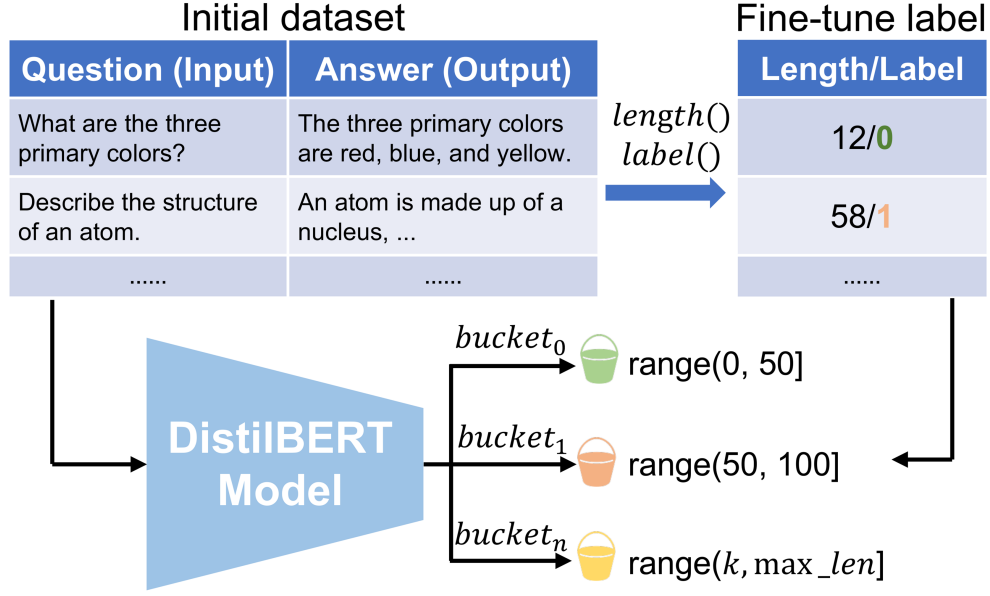 Initial dataset
Fine-tune label
Question (Input)
Answer (Output)
Length/Label
What are the three
primary colors?
The three primary colors
are red, blue, and yellow.
length()
label()
12/0
Describe the structure
of an atom.
An atom is made up of a
nucleus, ...
58/1
......
......
......
DistilBERT
Model
bucket0
range(0, 50]
bucket1
range(50, 100]
bucketn
range(k, max_len]